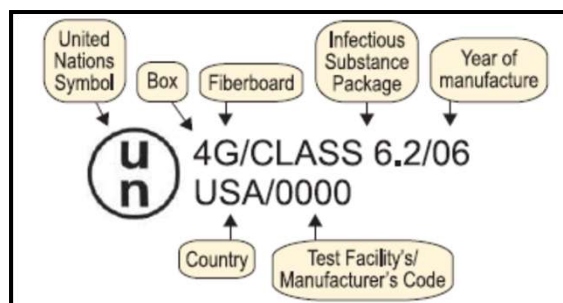 United
Nations
Symbol
Box
Fiberboard
Infectious
Substance
Package
Year of
manufacture
u
n
4G/CLASS 6.2/06
USA/0000
Country
Test Facility's/
Manufacturer's Code